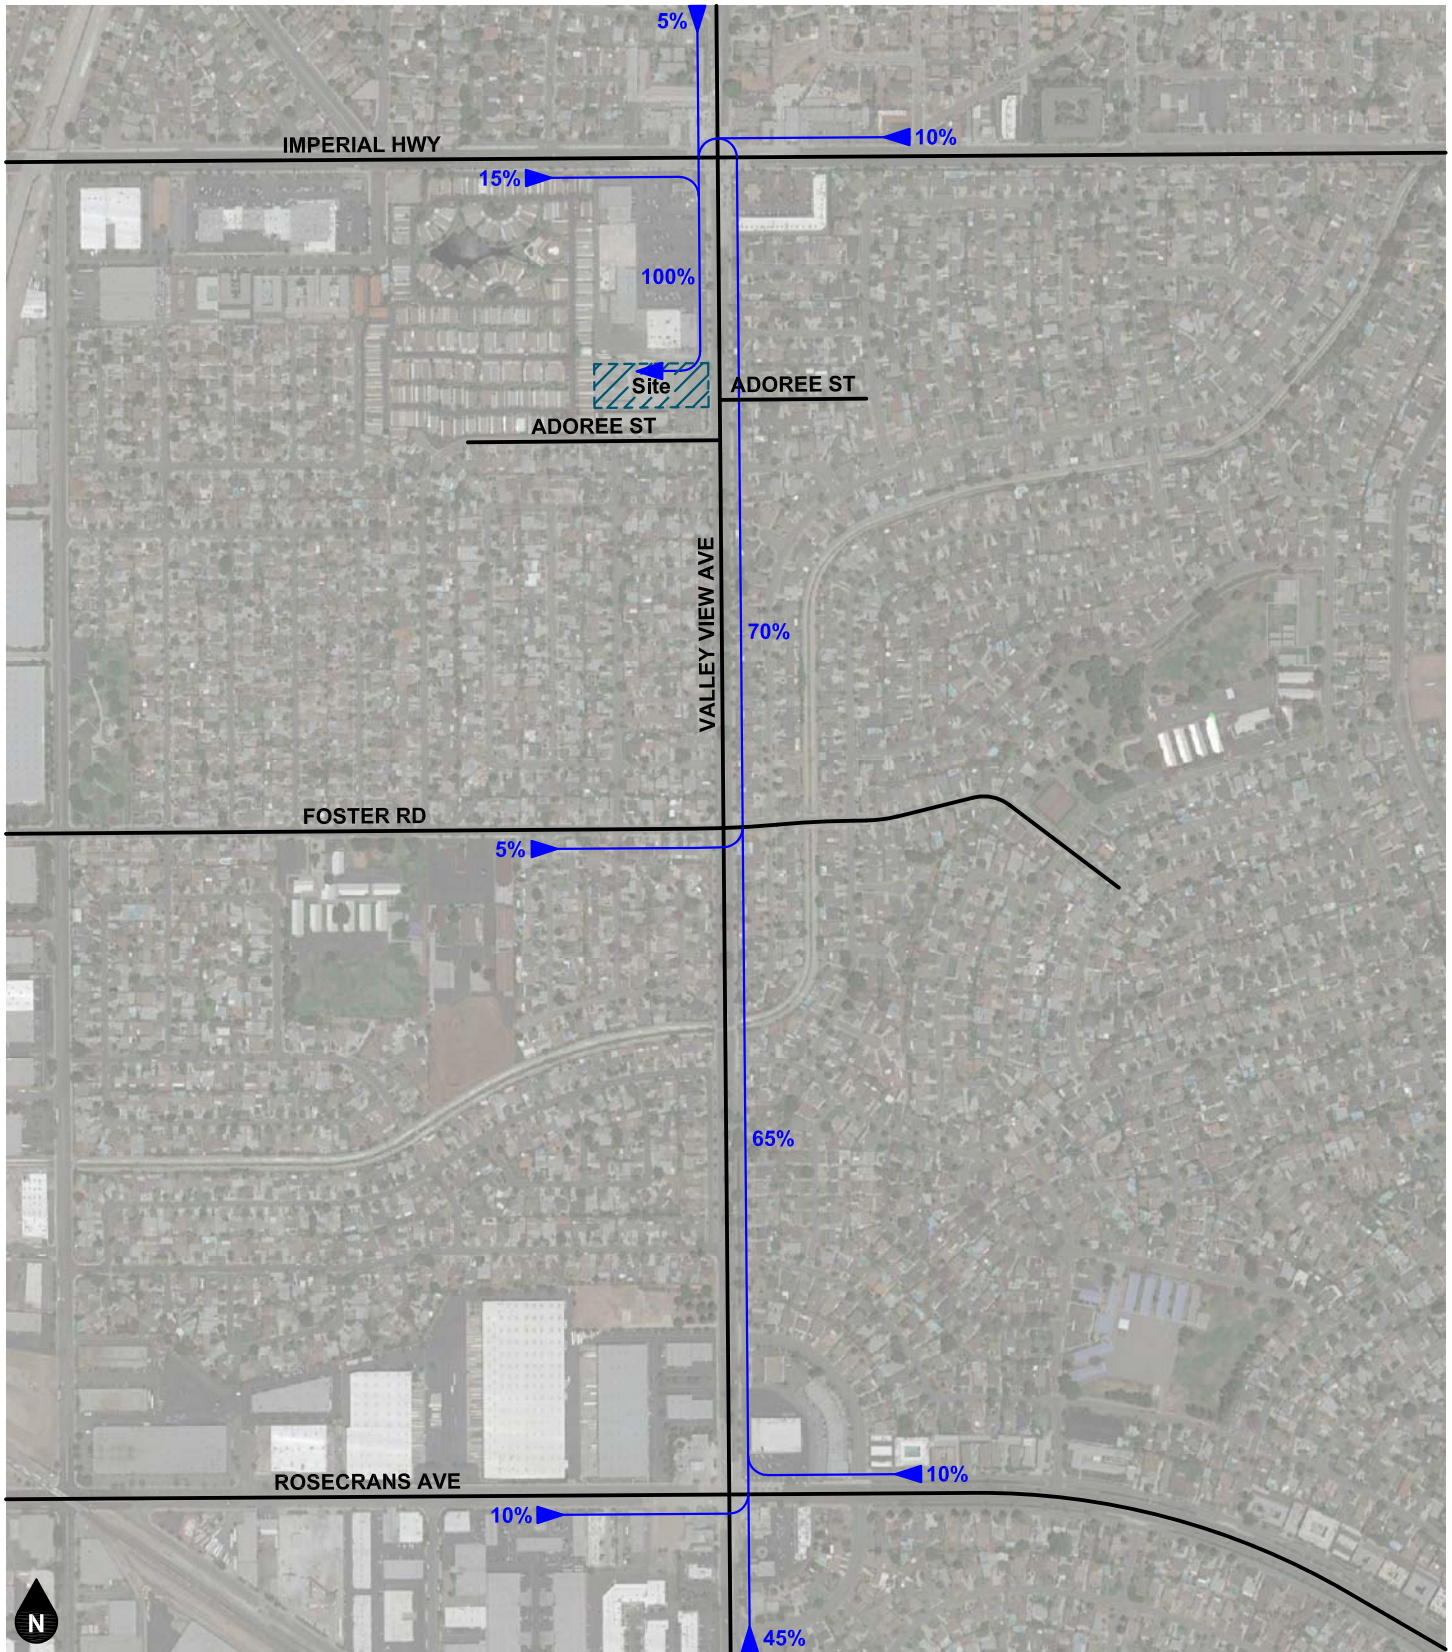 5%
IMPERIAL HWY
10%
15%
100%
Site
ADOREE ST
ADOREE ST
VALLEY VIEW AVE
70%
FOSTER RD
5%
65%
ROSECRANS AVE
10%
10%
N
45%